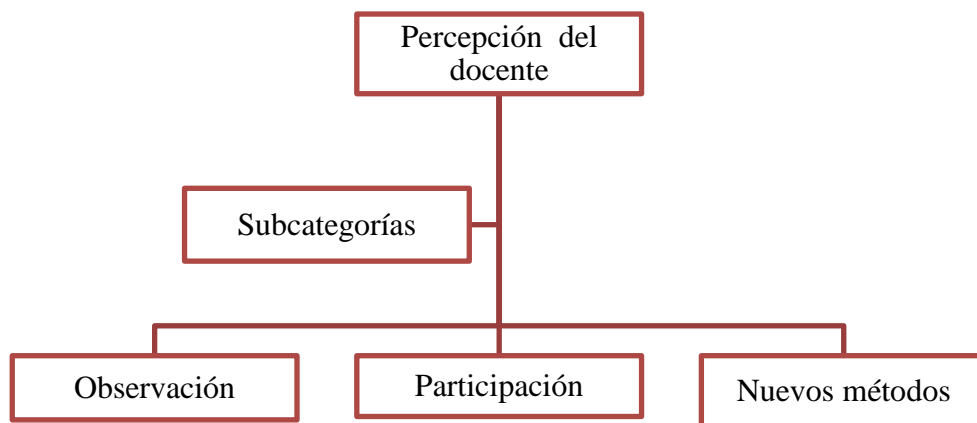 Percepción del
docente
Subcategorías
Observación
Participación
Nuevos métodos